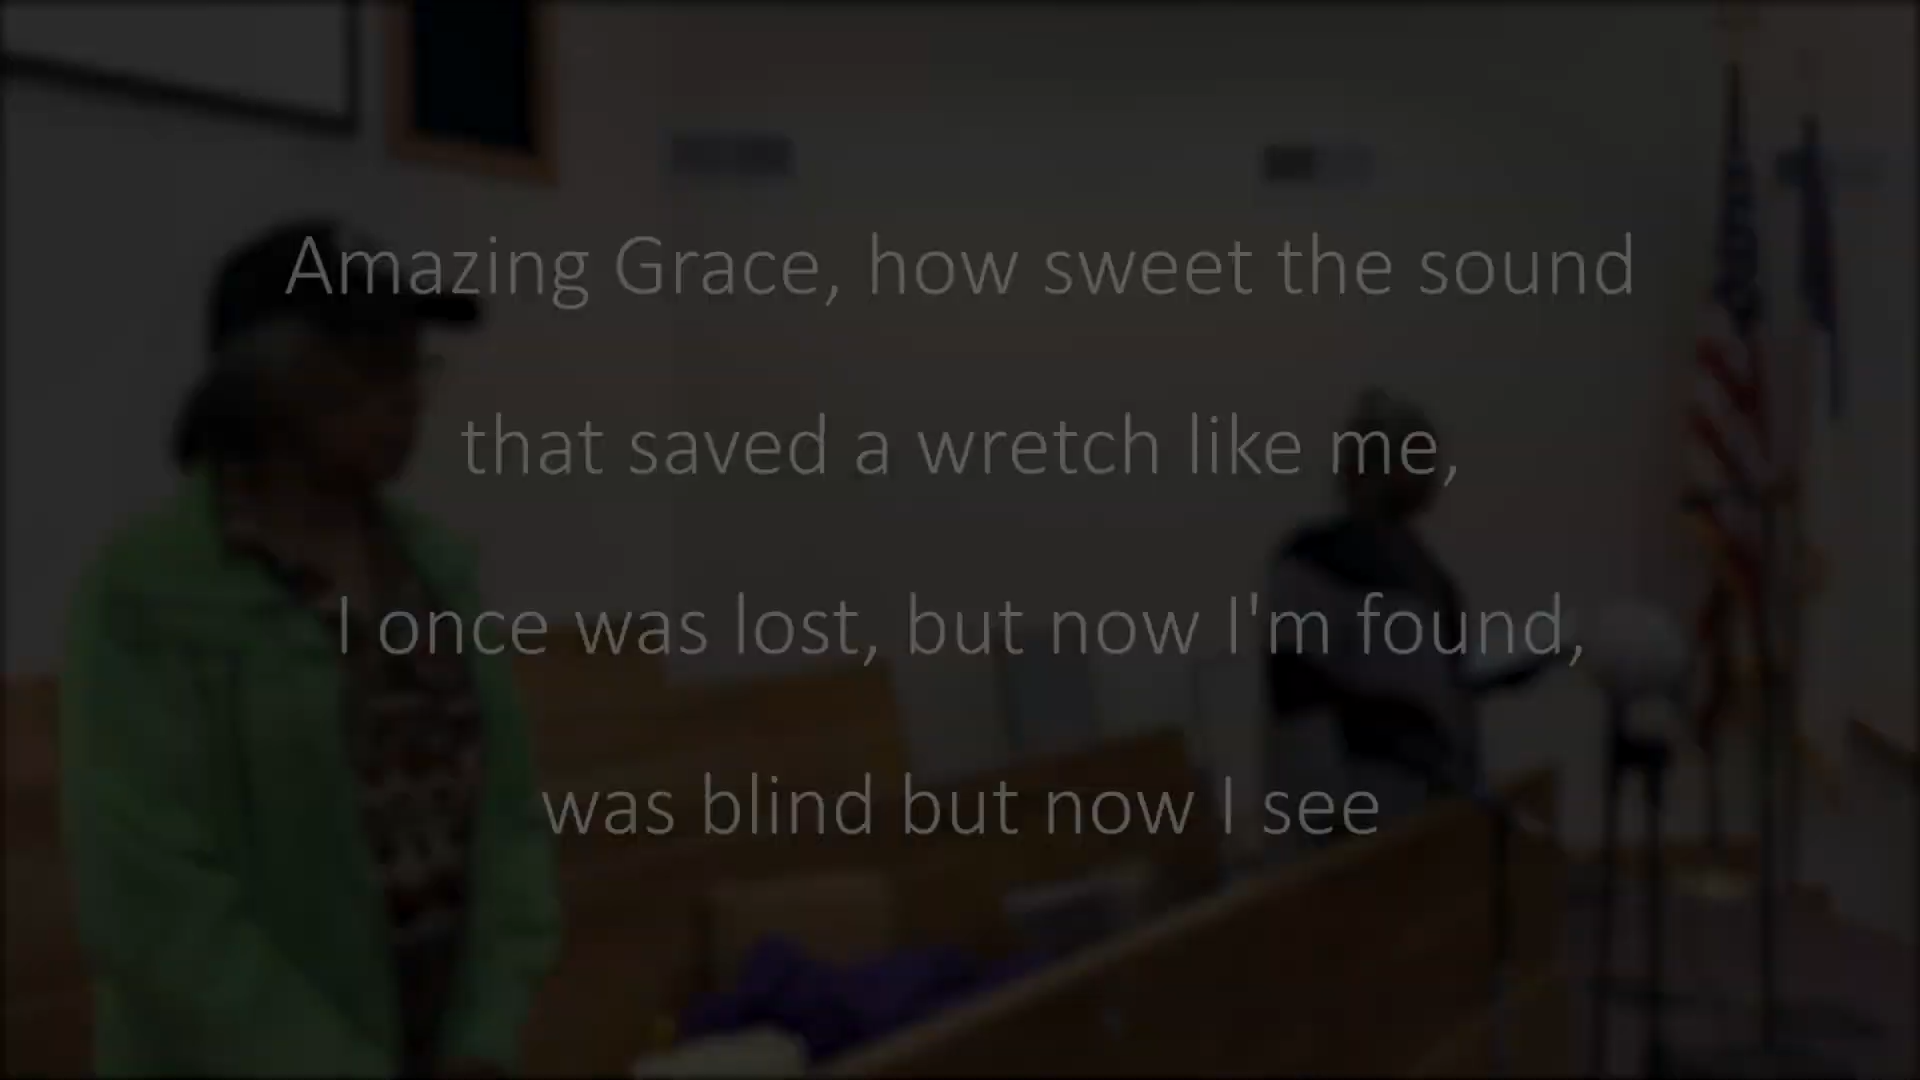 Amazing Grace, how sweet the sound
that saved a wretch like me,
I once was lost, but now I'm found,
was blind but now I see